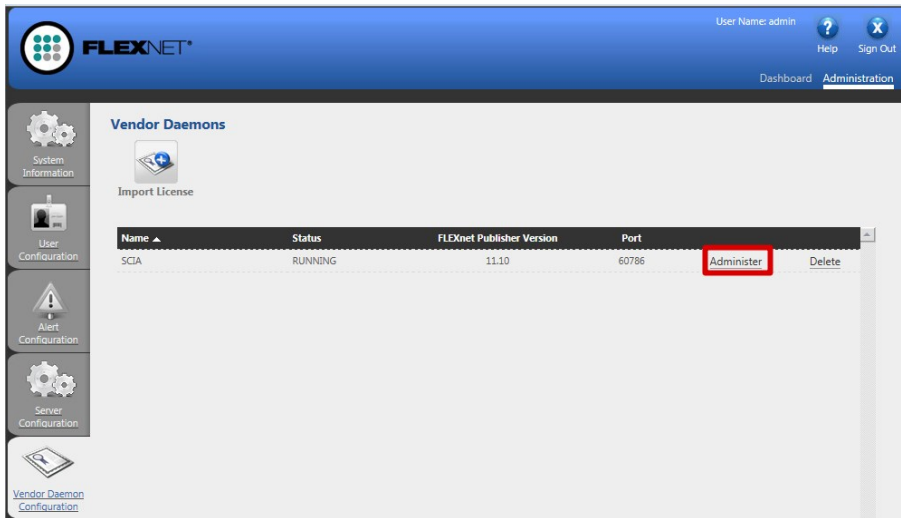 User Name: admin
?
X
Help
Sign Out
FLEXNET®
Dashboard
Administration
System
Information
User
Configuration
Alert
Configuration
Server
Configuration
Vendor Daemon
Configuration
Vendor Daemons
Import License
Name Status FLEXnet Publisher Version Port
SCIA RUNNING 11.10 60786 Administer Delete